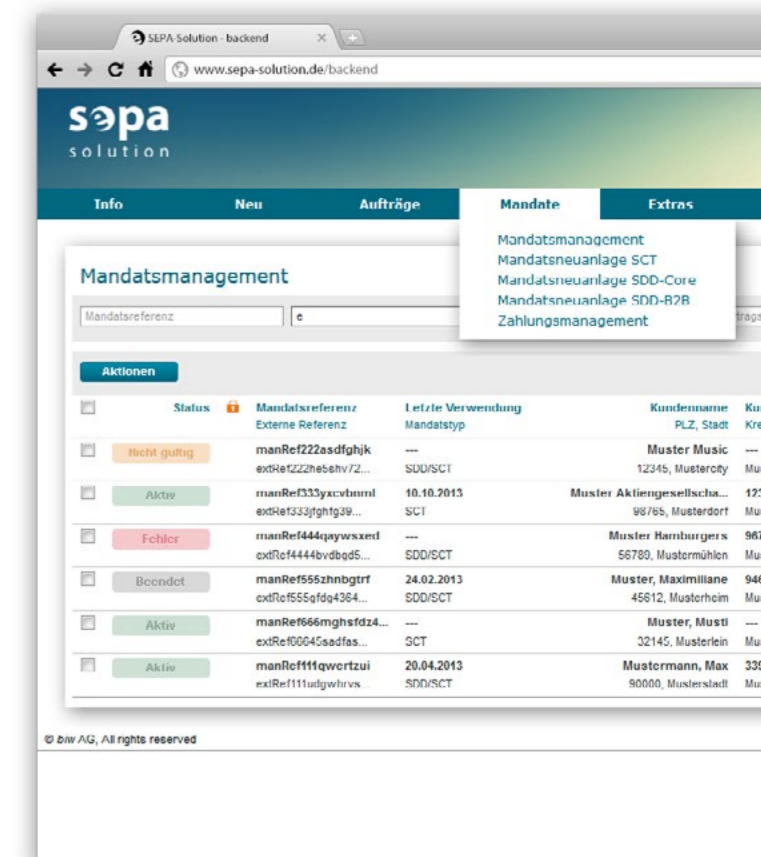 SEPA-Solution - backend
www.sepa-solution.de/backend
sepa
solution
Info Neu Aufträge Mandate Extras
Mandatsmanagement
Mandatsneuanlage SCT
Mandatsneuanlage SDD-Core
Mandatsneuanlage SDD-B2B
Zahlungsmanagement
Mandatsmanagement
Mandatsreferenz e
Aktionen
Status Mandatsreferenz Letzte Verwendung Kundenname
Externe Referenz Mandatstyp PLZ, Stadt
Nicht gültig manRef222asdfghjk --- Muster Music ---
SDD/SCT 12345, Mustercity
Aktiv manRef333yxcvbnml 10.10.2013 Muster Aktiengesellscha...
extRef333jfghfg39... SCT 98765, Musterdorf
Fehler manRef444qaywsxed --- Muster Hamburgers
extRef4444bvdbgd5... SDD/SCT 56789, Mustermühlen
Beendet manRef555zhnbgtrf 24.02.2013 Muster, Maximiliane
extRef555gfdg4364... SDD/SCT 45612, Musterheim
Aktiv manRef666mghsfdz4... --- Muster, Musti ---
extRef66645sadfas... SCT 32145, Musterlein
Aktiv manRef111qwertzui 20.04.2013 Mustermann, Max
extRef111udgwhrvs... SDD/SCT 90000, Musterstadt
© biw AG, All rights reserved